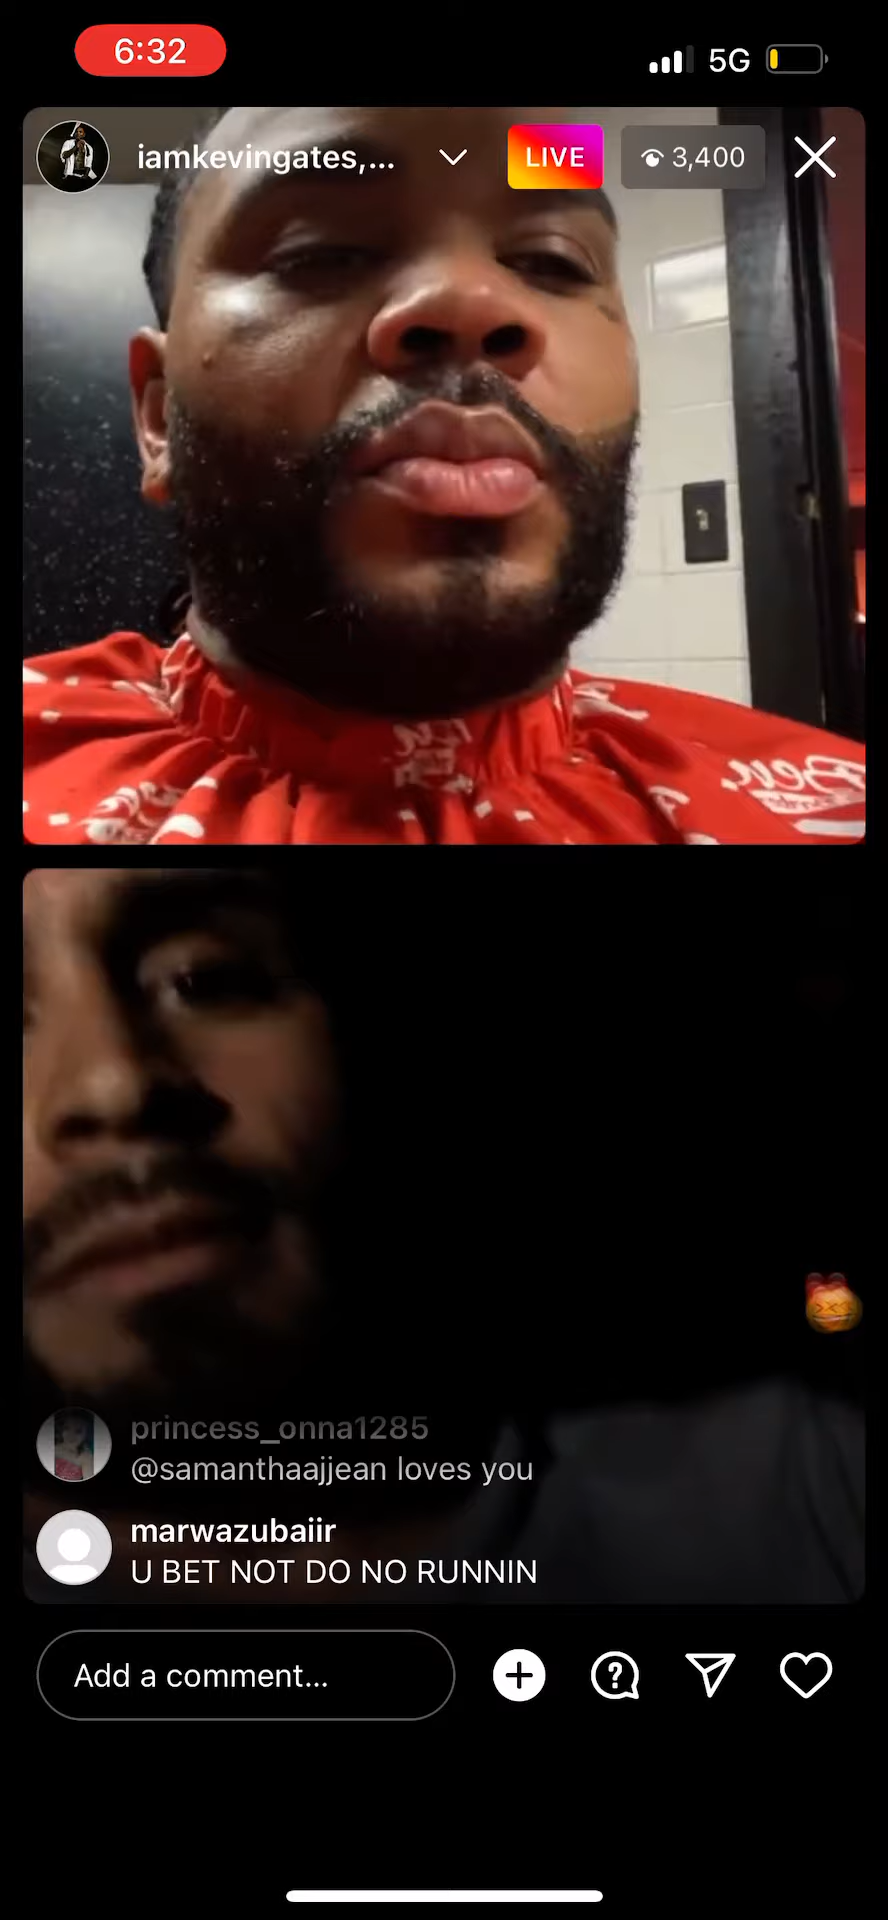 6:32
5G
iamkevingates,...
LIVE
3,400
princess_onna1285
@samanthaajjean loves you
marwazubaiir
U BET NOT DO NO RUNNIN
Add a comment...